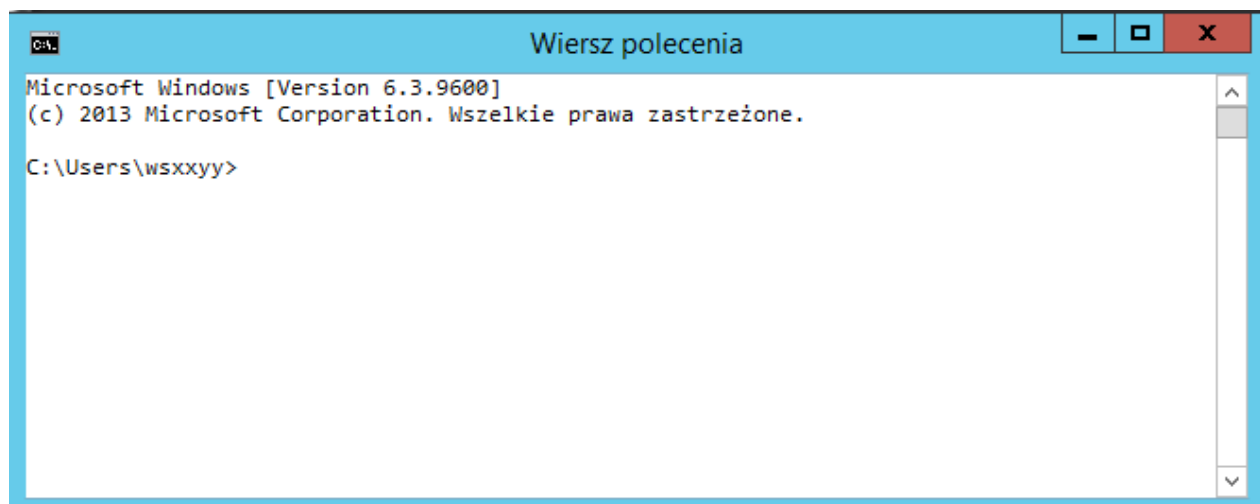 C:\.
Wiersz polecenia
Microsoft Windows [Version 6.3.9600]
(c) 2013 Microsoft Corporation. Wszelkie prawa zastrzeżone.
C:\Users\wsxxyy>